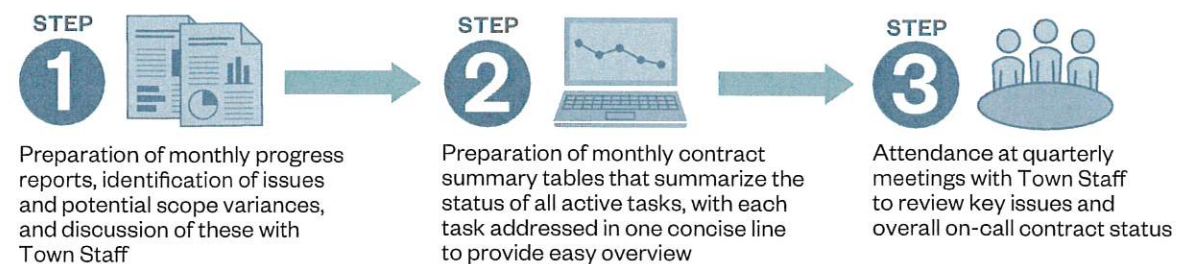 STEP
1
Preparation of monthly progress
reports, identification of issues
and potential scope variances,
and discussion of these with
Town Staff
STEP
2
Preparation of monthly contract
summary tables that summarize the
status of all active tasks, with each
task addressed in one concise line
to provide easy overview
STEP
3
Attendance at quarterly
meetings with Town Staff
to review key issues and
overall on-call contract status